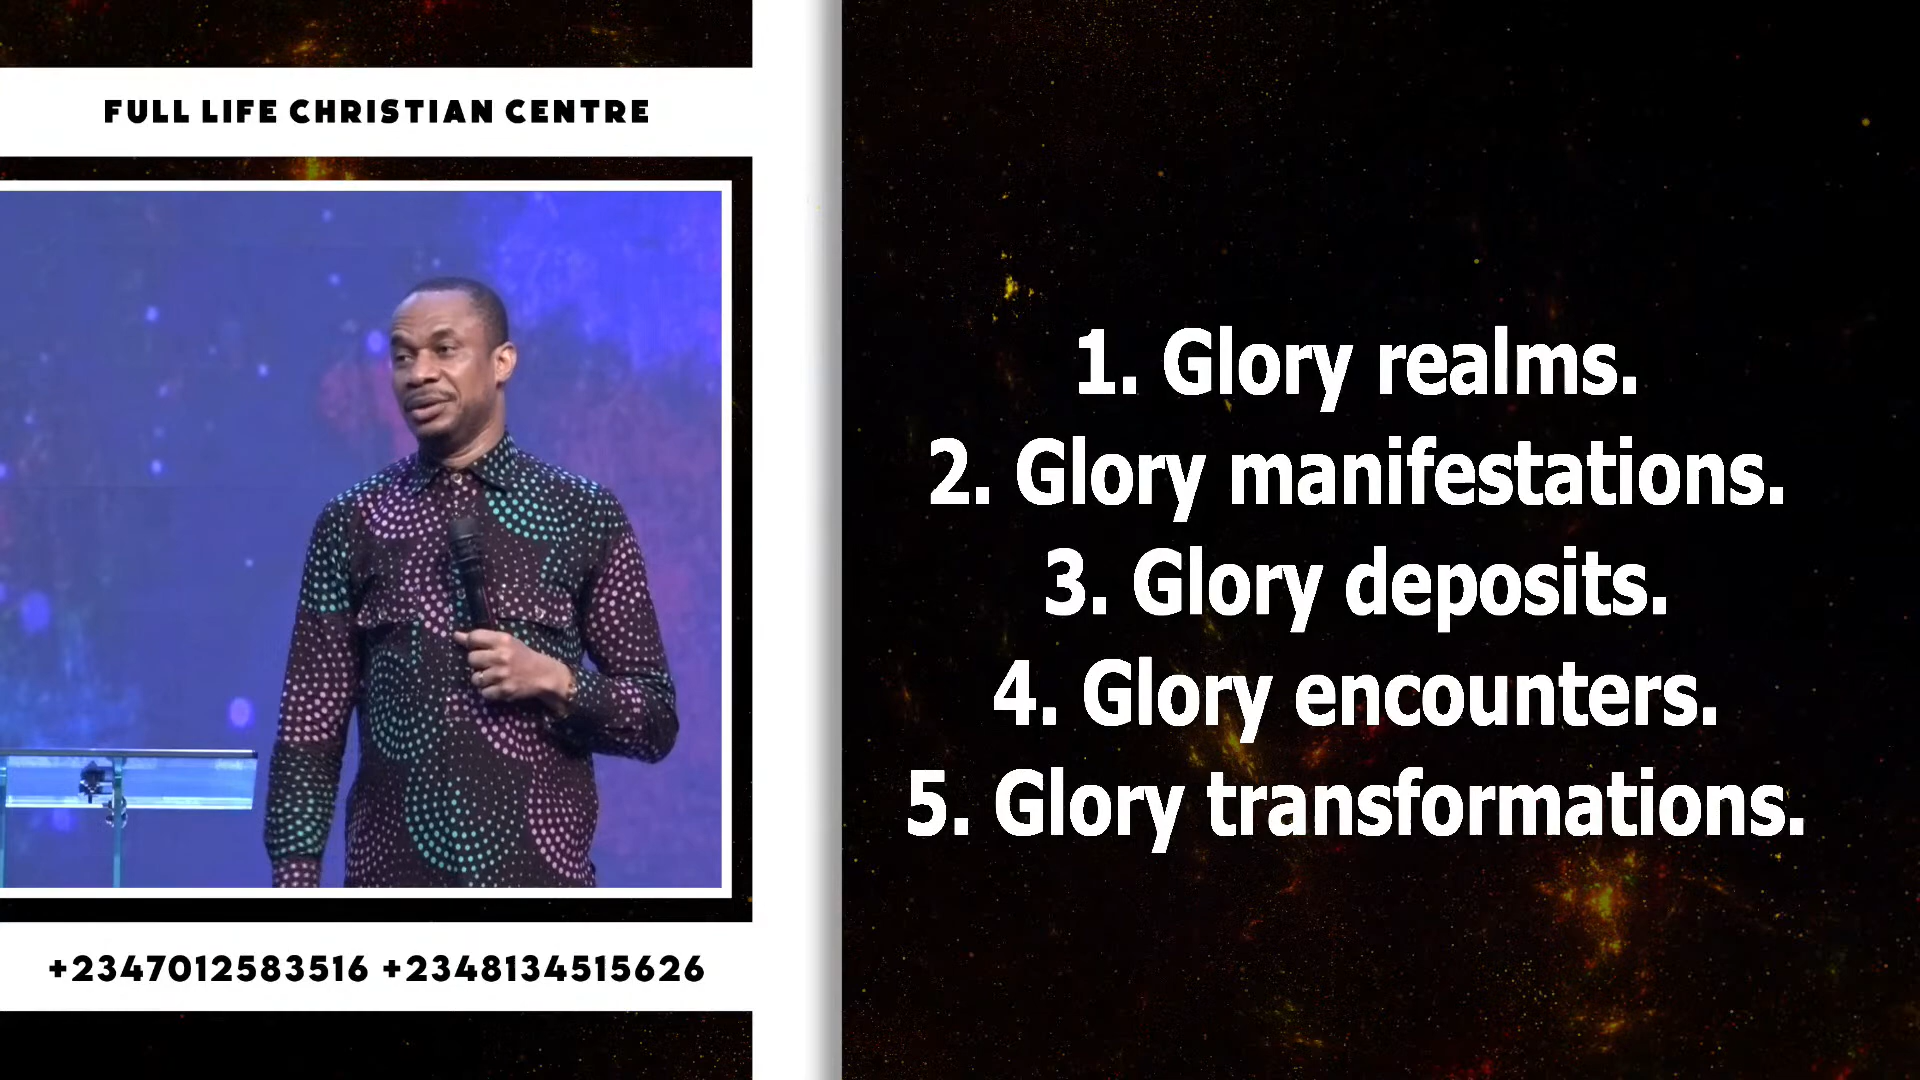 FULL LIFE CHRISTIAN CENTRE
+2347012583516 +2348134515626
1. Glory realms.
2. Glory manifestations.
3. Glory deposits.
4. Glory encounters.
5. Glory transformations.